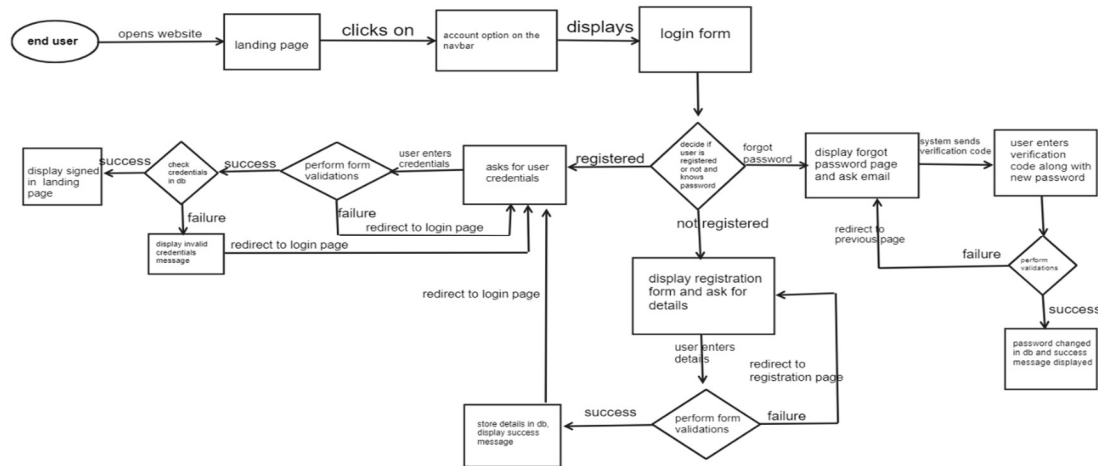 end user
opens website
landing page
clicks on
account option on the
navbar
displays
login form
decide if
user is
registered
or not and
knows
password
registered
forgot
password
not registered
asks for user
credentials
user enters
credentials
perform form
validations
success
failure
redirect to login page
check
credentials
in db
success
failure
display signed
in landing
page
display invalid
credentials
message
redirect to login page
display forgot
password page
and ask email
system sends
verification code
user enters
verification
code along with
new password
perform
validations
failure
redirect to
previous page
success
password changed
in db and success
message displayed
display registration
form and ask for
details
user enters
details
perform form
validations
failure
redirect to
registration page
success
store details in db,
display success
message
redirect to login page